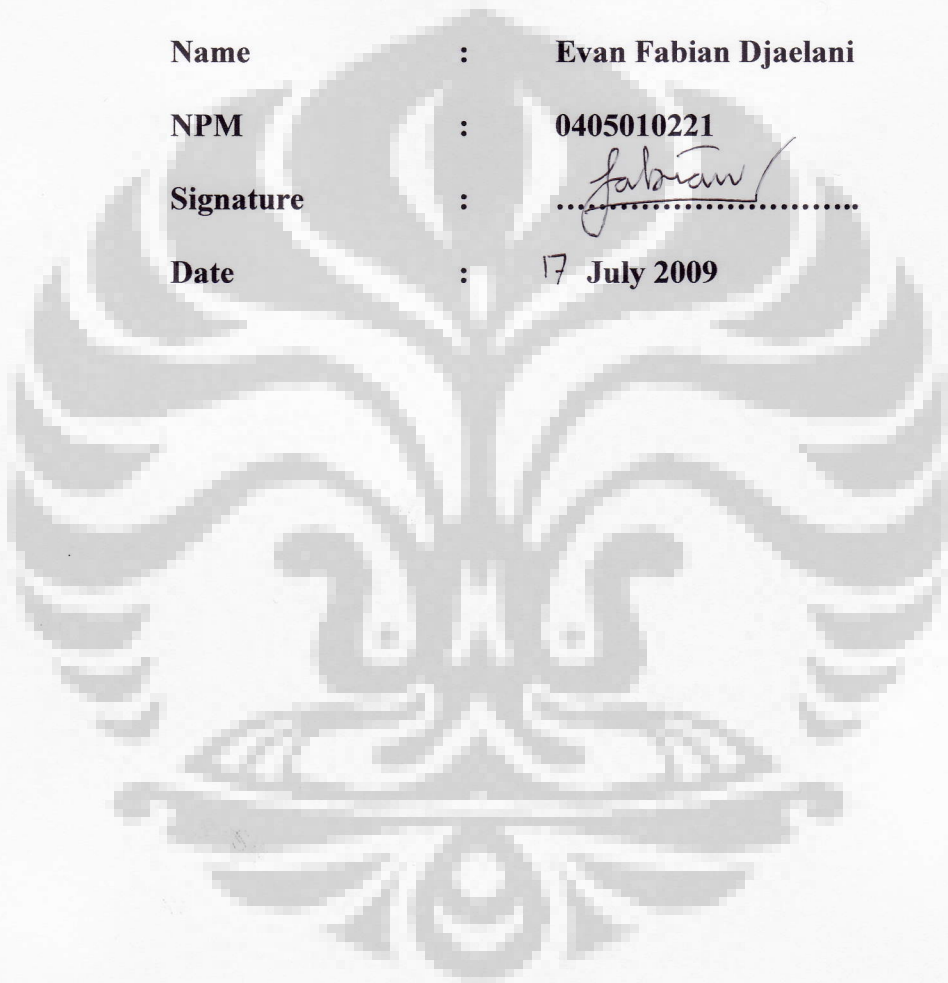 Name : Evan Fabian Djaelani
NPM : 0405010221
Signature : fabian
Date : 17 July 2009